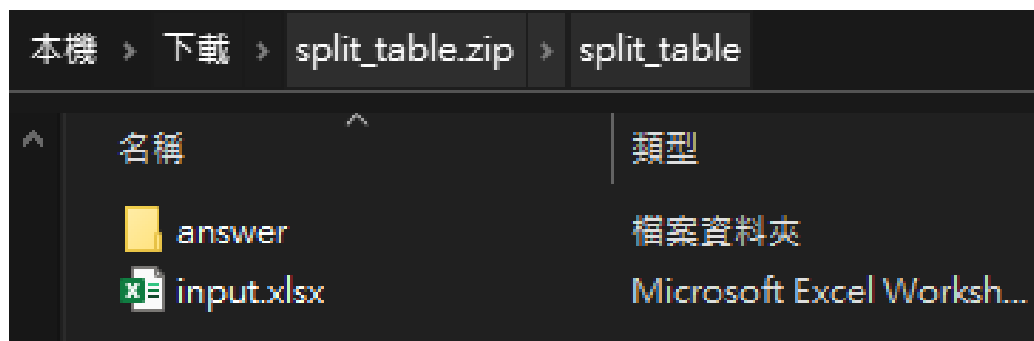 本機 > 下載 > split_table.zip > split_table
名稱 類型
answer 檔案資料夾
input.xlsx Microsoft Excel Worksh...